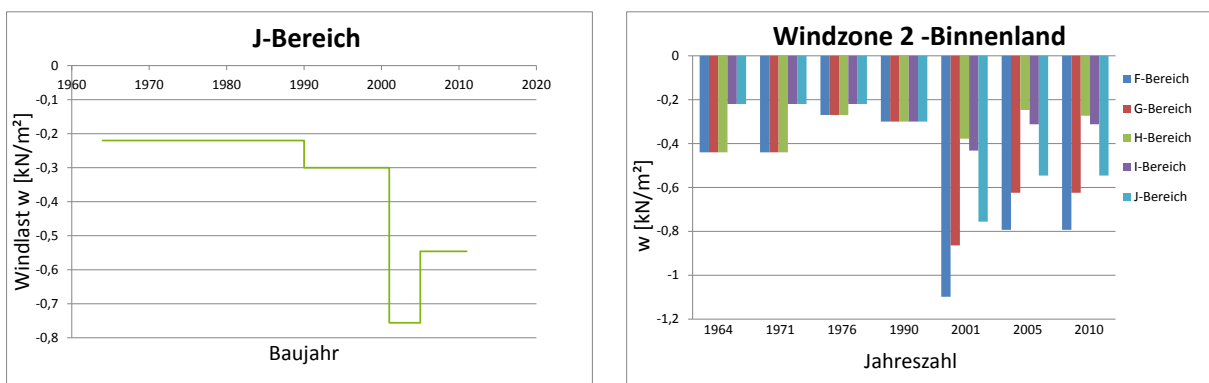 J-Bereich
0
1960 1970 1980 1990 2000 2010 2020
-0,1
-0,2
-0,3
-0,4
-0,5
-0,6
-0,7
-0,8
Windlast w [kN/m²]
Baujahr
Windzone 2 -Binnenland
0
-0,2
-0,4
-0,6
-0,8
-1
-1,2
w [kN/m²]
1964 1971 1976 1990 2001 2005 2010
Jahreszahl
F-Bereich
G-Bereich
H-Bereich
I-Bereich
J-Bereich